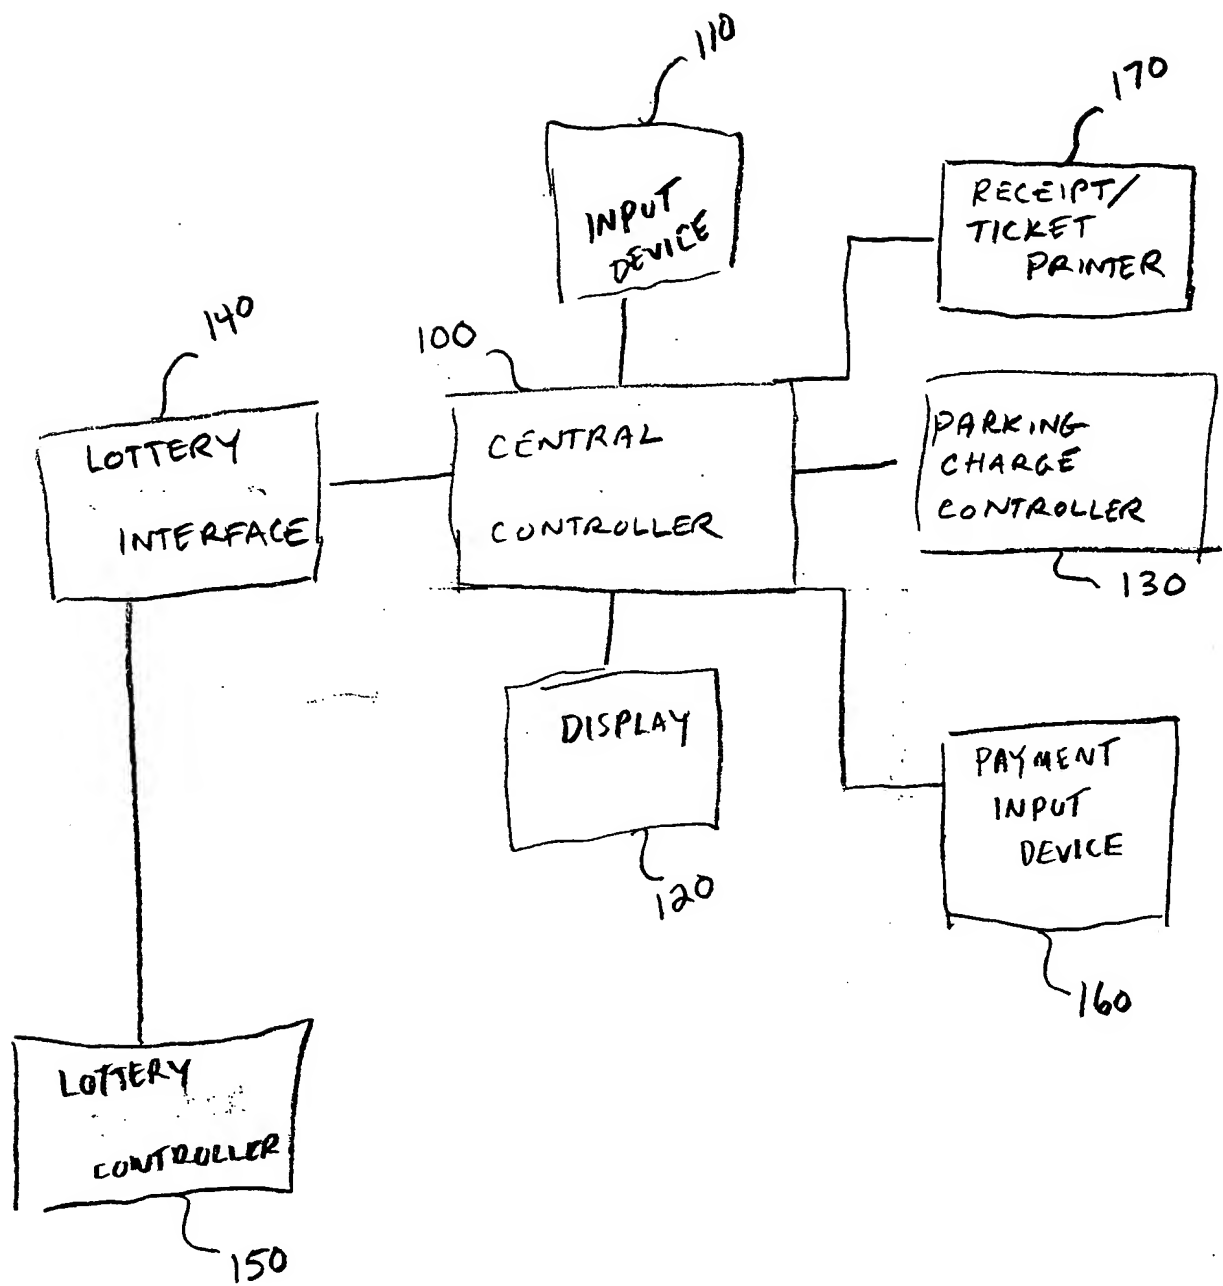 110
INPUT
DEVICE
170
RECEIPT/
TICKET
PRINTER
140
LOTTERY
INTERFACE
100
CENTRAL
CONTROLLER
PARKING
CHARGE
CONTROLLER
130
DISPLAY
120
PAYMENT
INPUT
DEVICE
160
LOTTERY
CONTROLLER
150